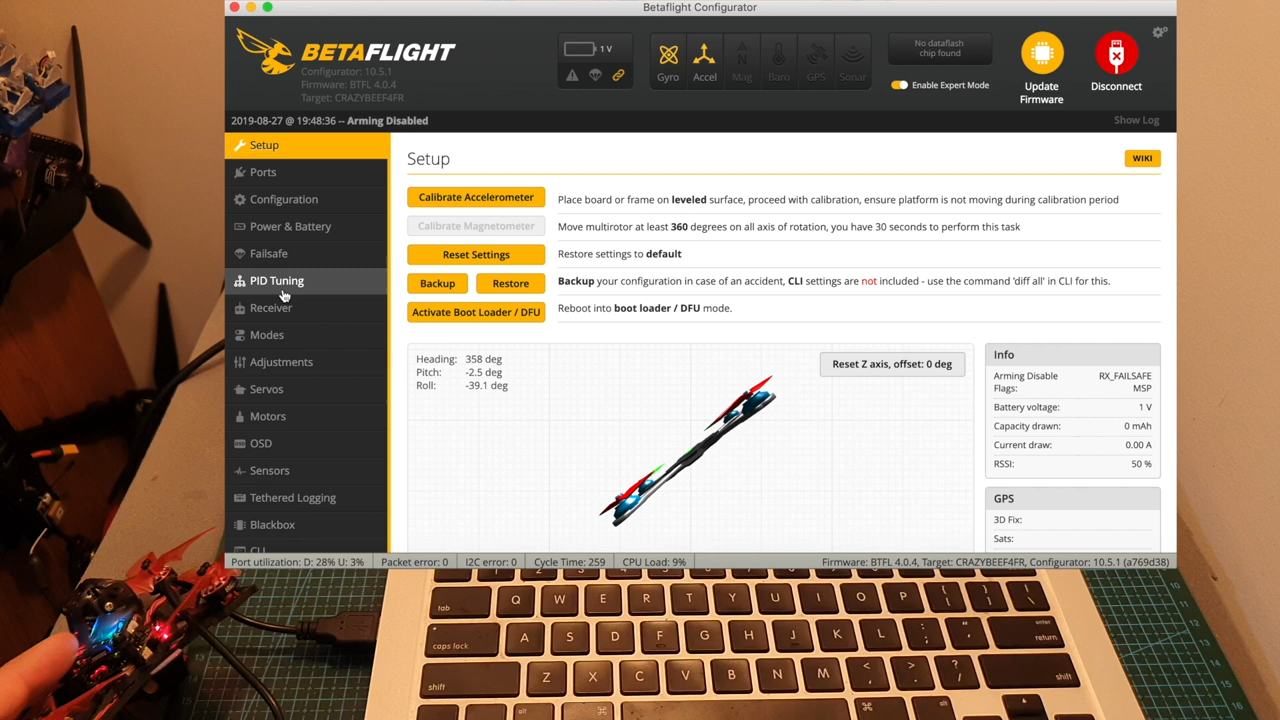 Betaflight Configurator
BETAFLIGHT
Configurator: 10.5.1
Firmware: BTFL 4.0.4
Target: CRAZYBEEF4FR
1 V
Gyro
Accel
Mag
Baro
GPS
Sonar
No dataflash
chip found
Enable Expert Mode
Update
Firmware
Disconnect
2019-08-27 @ 19:48:36 -- Arming Disabled
Show Log
Setup
Ports
Configuration
Power & Battery
Failsafe
PID Tuning
Receiver
Modes
Adjustments
Servos
Motors
OSD
Sensors
Tethered Logging
Blackbox
CLI
Setup
WIKI
Calibrate Accelerometer
Place board or frame on leveled surface, proceed with calibration, ensure platform is not moving during calibration period
Calibrate Magnetometer
Move multirotor at least 360 degrees on all axis of rotation, you have 30 seconds to perform this task
Reset Settings
Restore settings to default
Backup
Restore
Backup your configuration in case of an accident, CLI settings are not included - use the command 'diff all' in CLI for this.
Activate Boot Loader / DFU
Reboot into boot loader / DFU mode.
Heading: 358 deg
Pitch: -2.5 deg
Roll: -39.1 deg
Reset Z axis, offset: 0 deg
Info
Arming Disable Flags: RX_FAILSAFE MSP
Battery voltage: 1 V
Capacity drawn: 0 mAh
Current draw: 0.00 A
RSSI: 50 %
GPS
3D Fix:
Sats:
Port utilization: D: 28% U: 3%
Packet error: 0
I2C error: 0
Cycle Time: 259
CPU Load: 9%
Firmware: BTFL 4.0.4, Target: CRAZYBEEF4FR, Configurator: 10.5.1 (a769d38)
tab Q W E R T Y U I O P { [ } ] | \
caps lock A S D F G H J K L : ; " ' enter return
shift Z X C V B N M < , > . ? / shift
alt ⌘ ⌘ alt